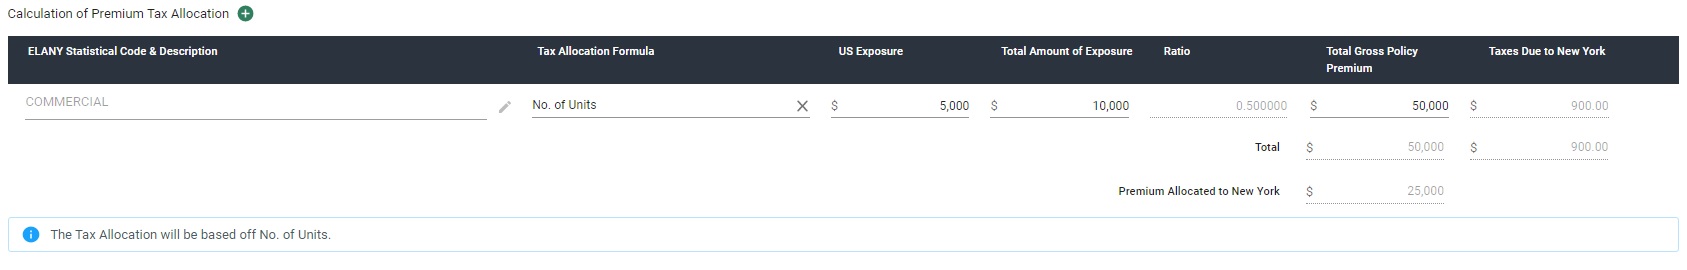 Calculation of Premium Tax Allocation
ELANY Statistical Code & Description Tax Allocation Formula US Exposure Total Amount of Exposure Ratio Total Gross Policy Premium Taxes Due to New York
COMMERCIAL No. of Units $ 5,000 $ 10,000 0.500000 $ 50,000 $ 900.00
Total $ 50,000 $ 900.00
Premium Allocated to New York $ 25,000
The Tax Allocation will be based off No. of Units.